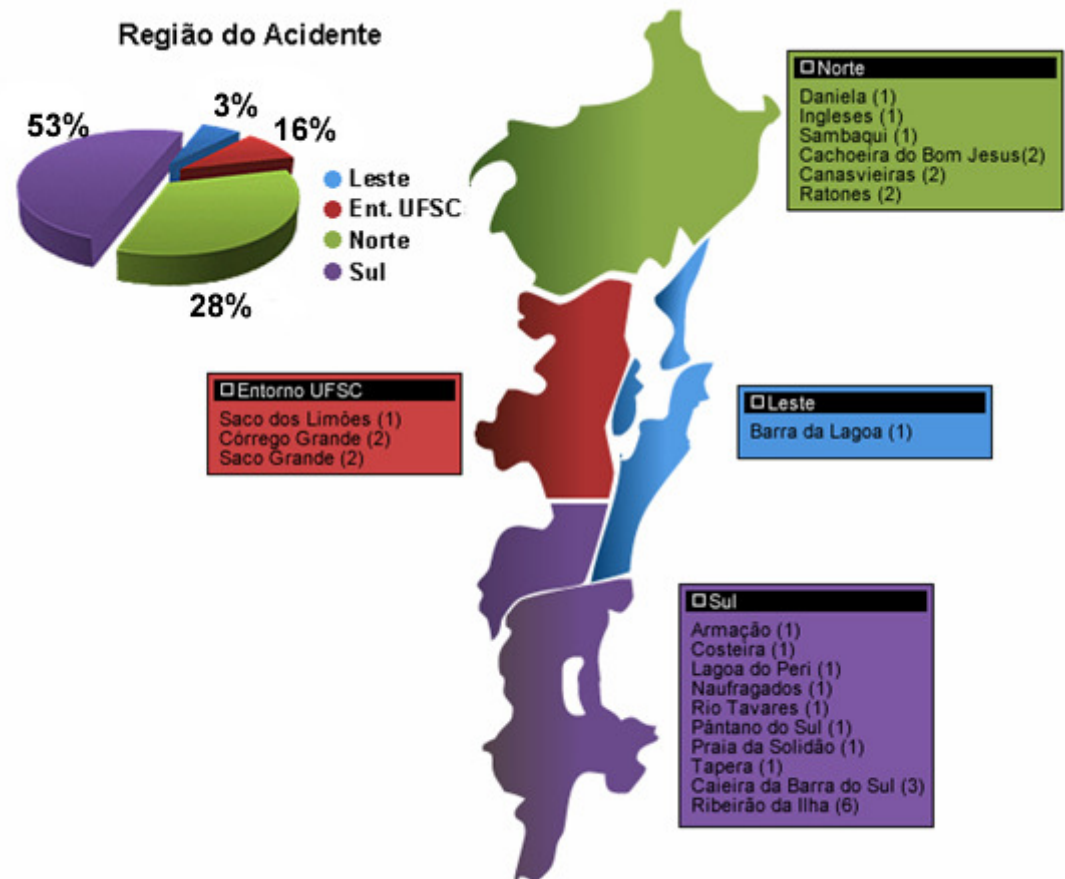 Região do Acidente
53%
3%
16%
28%
Leste
Ent. UFSC
Norte
Sul
Norte
Daniela (1)
Ingleses (1)
Sambaqui (1)
Cachoeira do Bom Jesus(2)
Canasvieiras (2)
Ratones (2)
Entorno UFSC
Saco dos Limões (1)
Córrego Grande (2)
Saco Grande (2)
Leste
Barra da Lagoa (1)
Sul
Armação (1)
Costeira (1)
Lagoa do Peri (1)
Naufragados (1)
Rio Tavares (1)
Pântano do Sul (1)
Praia da Solidão (1)
Tapera (1)
Caieira da Barra do Sul (3)
Ribeirão da Ilha (6)